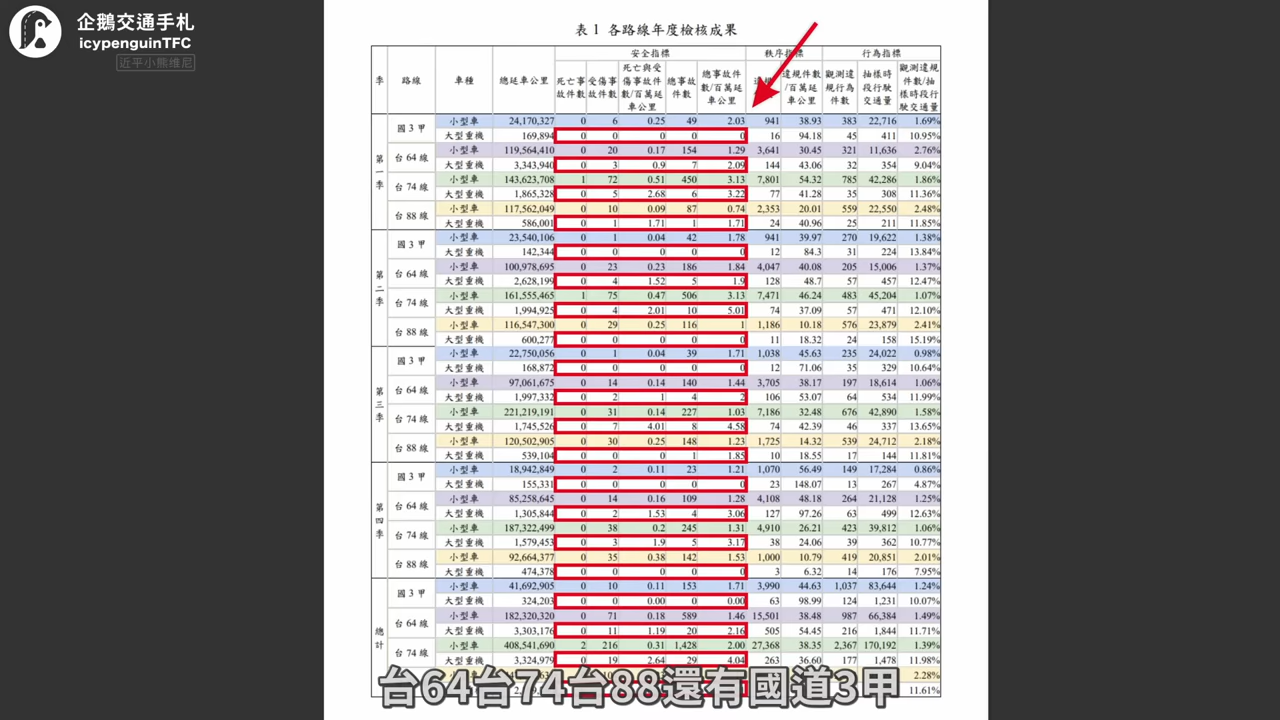 企鵝交通手札
icypenguinTFC
近平小熊维尼
表 1 各路線年度檢核成果
安全指標 秩序指標 行為指標
季 路線 車種 總延車公里 死亡事故件數 受傷事故件數 死亡與受傷事故件數/百萬延車公里 總事故件數 總事故件數/百萬延車公里 違規件數/百萬延車公里 觀測違規行為件數 抽樣時段行駛交通量 觀測違規件數/抽樣時段行駛交通量
第一季
國 3 甲 小型車 24,170,327 0 6 0.25 49 2.03 941 38.93 383 22,716 1.69%
大型重機 169,894 0 0 0 0 0 16 94.18 45 411 10.95%
台 64 線 小型車 119,564,410 0 20 0.17 154 1.29 3,641 30.45 321 11,636 2.76%
大型重機 3,343,940 0 3 0.9 7 2.09 144 43.06 32 354 9.04%
台 74 線 小型車 143,623,708 1 72 0.51 450 3.13 7,801 54.32 785 42,286 1.86%
大型重機 1,865,328 0 5 2.68 6 3.22 77 41.28 35 308 11.36%
台 88 線 小型車 117,562,049 0 10 0.09 87 0.74 2,353 20.01 559 22,550 2.48%
大型重機 586,001 0 1 1.71 1 1.71 24 40.96 25 211 11.85%
第二季
國 3 甲 小型車 23,540,106 0 1 0.04 42 1.78 941 39.97 270 19,622 1.38%
大型重機 142,344 0 0 0 0 0 12 84.3 31 224 13.84%
台 64 線 小型車 100,978,695 0 23 0.23 186 1.84 4,047 40.08 205 15,006 1.37%
大型重機 2,628,199 0 4 1.52 5 1.9 128 48.7 57 457 12.47%
台 74 線 小型車 161,555,465 1 75 0.47 506 3.13 7,471 46.24 483 45,204 1.07%
大型重機 1,994,925 0 4 2.01 10 5.01 74 37.09 57 471 12.10%
台 88 線 小型車 116,547,300 0 29 0.25 116 1 1,186 10.18 576 23,879 2.41%
大型重機 600,277 0 0 0 0 0 11 18.32 24 158 15.19%
第三季
國 3 甲 小型車 22,750,056 0 1 0.04 39 1.71 1,038 45.63 235 24,022 0.98%
大型重機 168,872 0 0 0 0 0 12 71.06 35 329 10.64%
台 64 線 小型車 97,061,675 0 14 0.14 140 1.44 3,705 38.17 197 18,614 1.06%
大型重機 1,997,332 0 2 1 4 2 106 53.07 64 534 11.99%
台 74 線 小型車 221,219,191 0 31 0.14 227 1.03 7,186 32.48 676 42,890 1.58%
大型重機 1,745,526 0 7 4.01 8 4.58 74 42.39 46 337 13.65%
台 88 線 小型車 120,502,905 0 30 0.25 148 1.23 1,725 14.32 539 24,712 2.18%
大型重機 539,104 0 0 0 1 1.85 10 18.55 17 144 11.81%
第四季
國 3 甲 小型車 18,942,849 0 2 0.11 23 1.21 1,070 56.49 149 17,284 0.86%
大型重機 155,331 0 0 0 0 0 23 148.07 13 267 4.87%
台 64 線 小型車 85,258,645 0 14 0.16 109 1.28 4,108 48.18 264 21,128 1.25%
大型重機 1,305,844 0 2 1.53 4 3.06 127 97.26 63 499 12.63%
台 74 線 小型車 187,322,499 0 38 0.2 245 1.31 4,910 26.21 423 39,812 1.06%
大型重機 1,579,453 0 3 1.9 5 3.17 38 24.06 39 362 10.77%
台 88 線 小型車 92,664,377 0 35 0.38 142 1.53 1,000 10.79 419 20,851 2.01%
大型重機 474,378 0 0 0 0 0 3 6.32 14 176 7.95%
總計
國 3 甲 小型車 41,692,905 0 10 0.11 153 1.71 3,990 44.63 1,037 83,644 1.24%
大型重機 324,203 0 0 0.00 0 0.00 63 98.99 124 1,231 10.07%
台 64 線 小型車 182,320,320 0 71 0.18 589 1.46 15,501 38.48 987 66,384 1.49%
大型重機 3,303,176 0 11 1.19 20 2.16 505 54.45 216 1,844 11.71%
台 74 線 小型車 408,541,690 2 216 0.31 1,428 2.00 27,368 38.35 2,367 170,192 1.39%
大型重機 3,324,979 0 19 2.64 29 4.04 263 36.60 177 1,478 11.98%
2.28%
11.61%
台64台74台88還有國道3甲